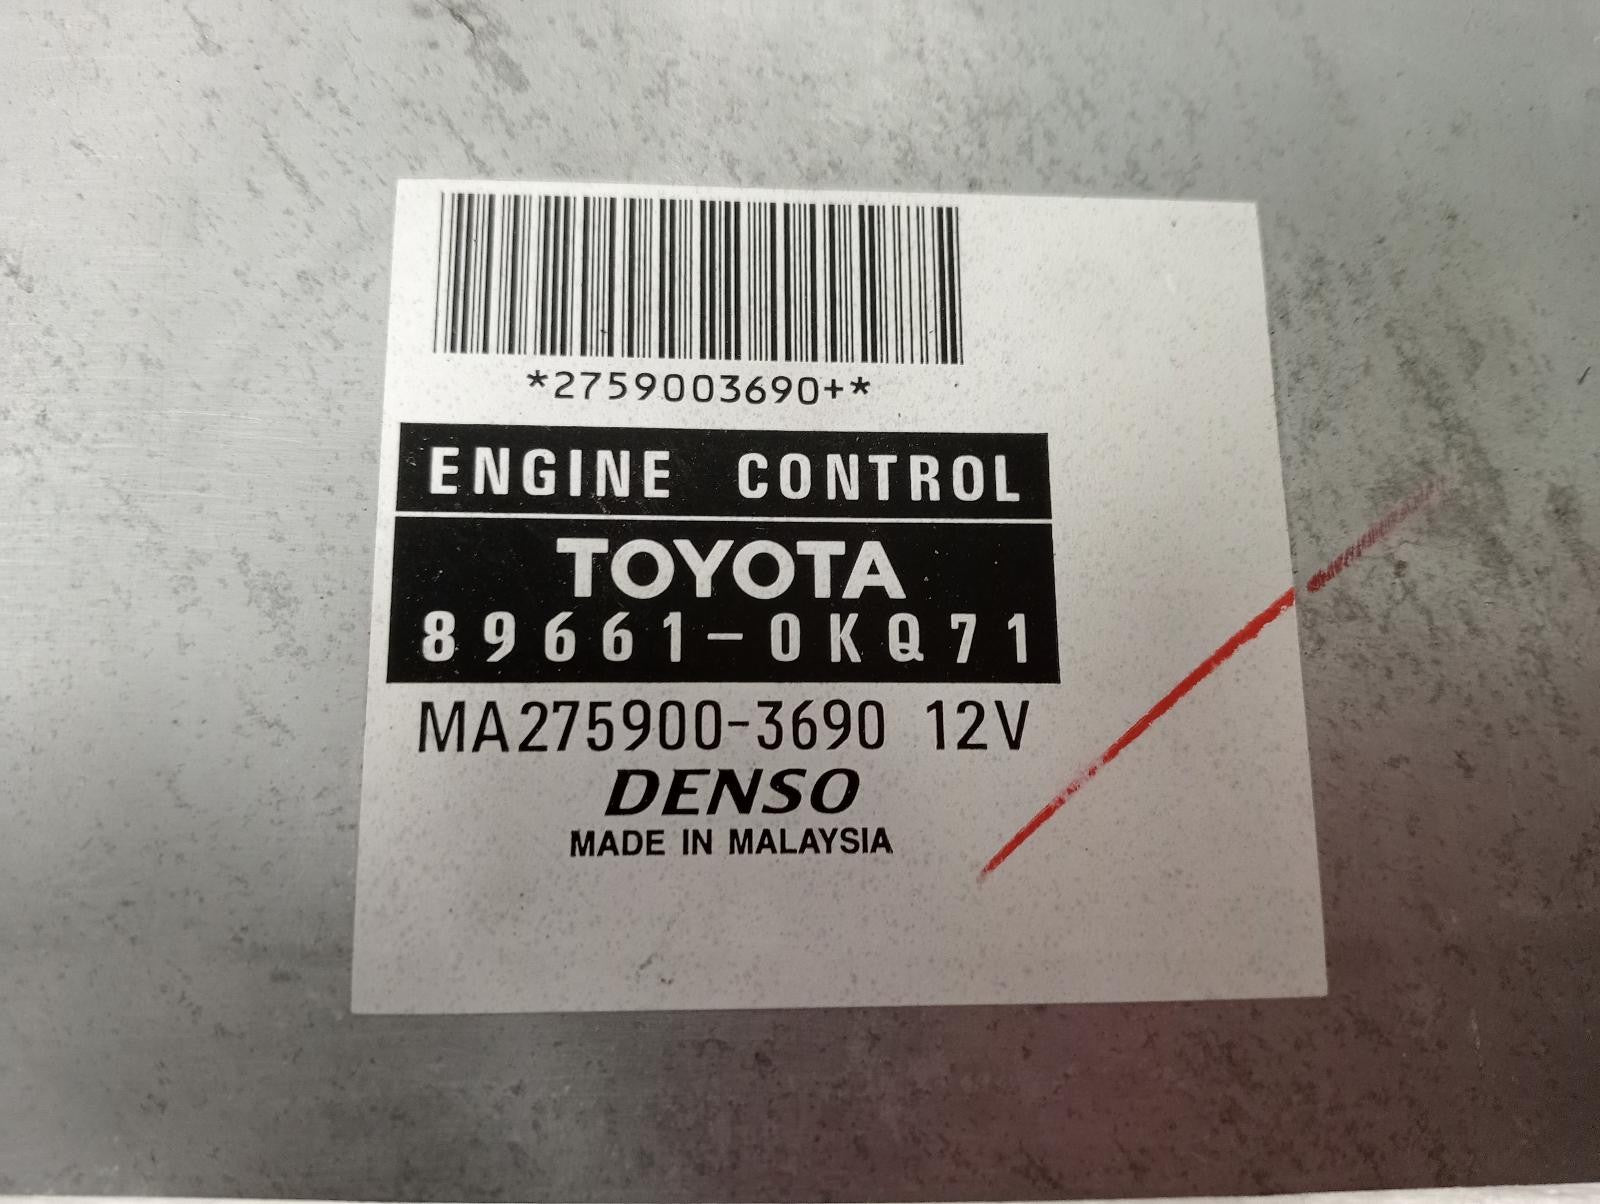 *2759003690+*
ENGINE CONTROL
TOYOTA
89661-0KQ71
MA275900-3690 12V
DENSO
MADE IN MALAYSIA